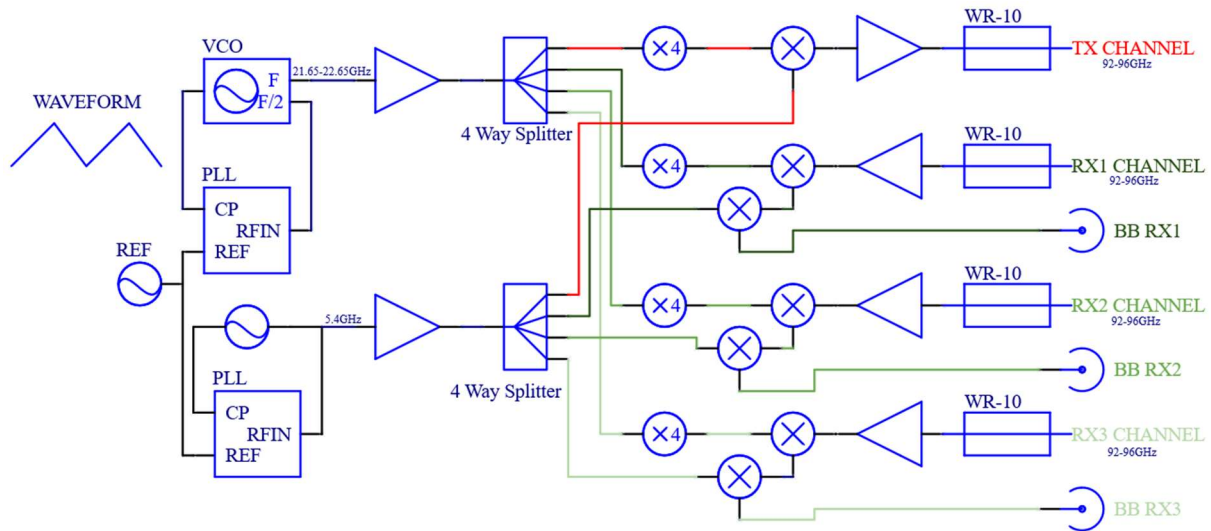 WR-10
VCO
F
F/2
21.65-22.65GHz
×4
TX CHANNEL
92-96GHz
WAVEFORM
4 Way Splitter
WR-10
×4
RX1 CHANNEL
92-96GHz
PLL
CP
RFIN
REF
REF
BB RX1
WR-10
×4
RX2 CHANNEL
92-96GHz
5.4GHz
PLL
CP
RFIN
REF
4 Way Splitter
BB RX2
WR-10
×4
RX3 CHANNEL
92-96GHz
BB RX3